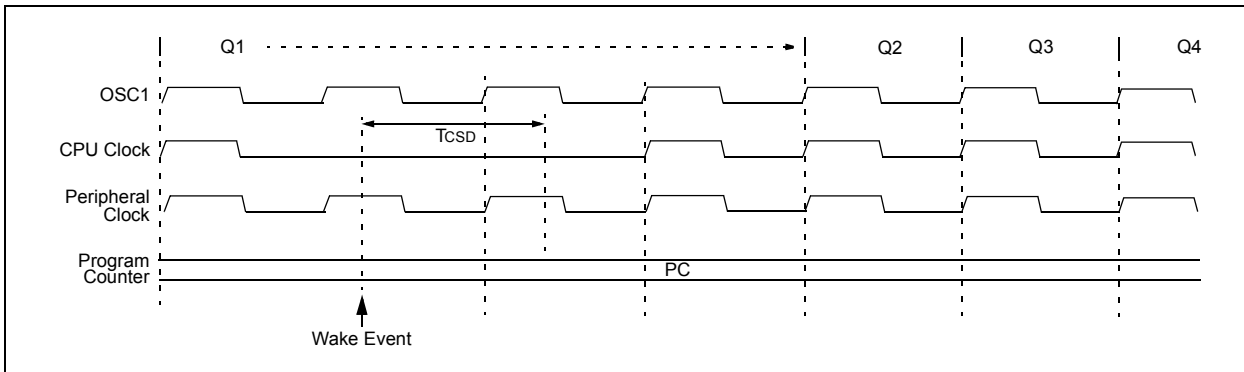 Q1 Q2 Q3 Q4
OSC1
TCSD
CPU Clock
Peripheral
Clock
Program
Counter
PC
Wake Event